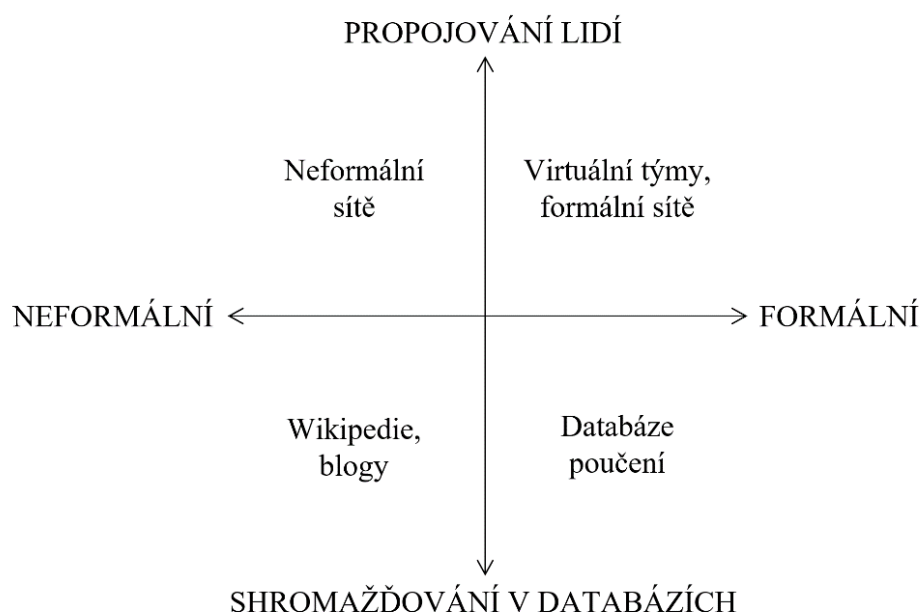 PROPOJOVÁNÍ LIDÍ
Neformální
sítě
Virtuální týmy,
formální sítě
NEFORMÁLNÍ
FORMÁLNÍ
Wikipedie,
blogy
Databáze
poučení
SHROMAŽĎOVÁNÍ V DATABÁZÍCH